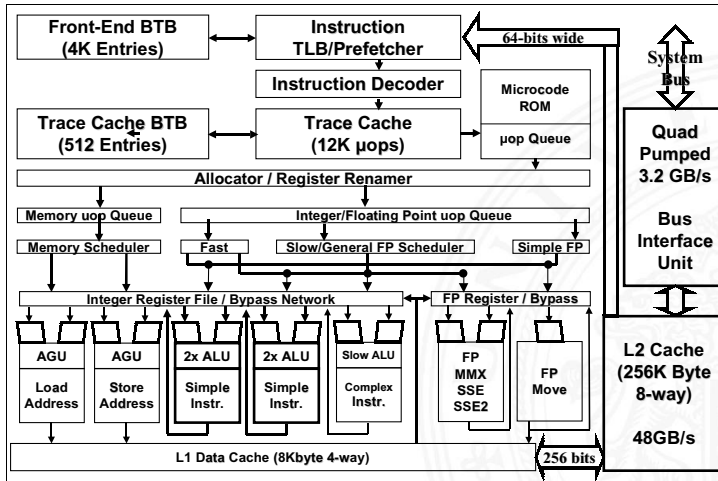 Front-End BTB
(4K Entries)
Instruction
TLB/Prefetcher
64-bits wide
System
Bus
Instruction Decoder
Microcode
ROM
Trace Cache BTB
(512 Entries)
Trace Cache
(12K µops)
µop Queue
Quad
Pumped
3.2 GB/s
Bus
Interface
Unit
Allocator / Register Renamer
Memory uop Queue
Integer/Floating Point uop Queue
Memory Scheduler
Fast
Slow/General FP Scheduler
Simple FP
Integer Register File / Bypass Network
FP Register / Bypass
AGU
Load
Address
AGU
Store
Address
2x ALU
Simple
Instr.
2x ALU
Simple
Instr.
Slow ALU
Complex
Instr.
FP
MMX
SSE
SSE2
FP
Move
L2 Cache
(256K Byte
8-way)
48GB/s
L1 Data Cache (8Kbyte 4-way)
256 bits